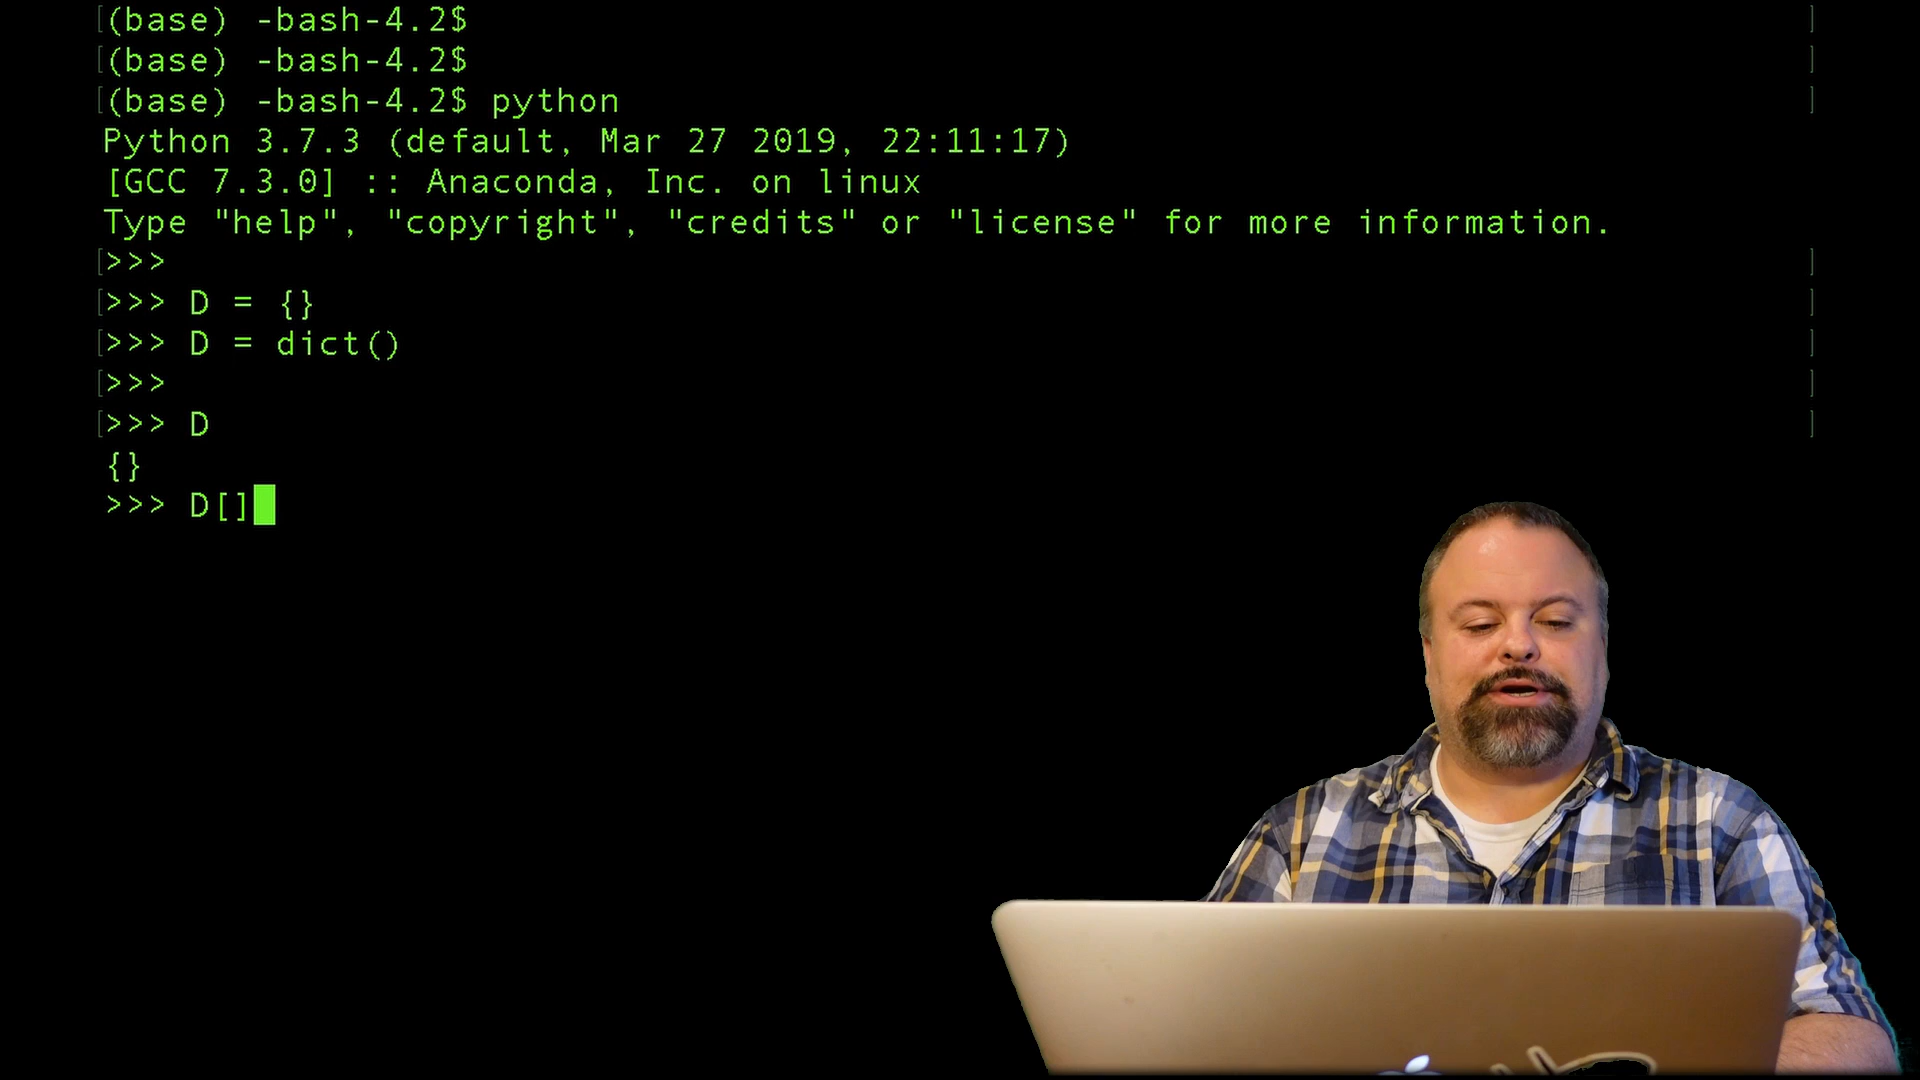 [(base) -bash-4.2$ ]
[(base) -bash-4.2$ ]
[(base) -bash-4.2$ python ]
Python 3.7.3 (default, Mar 27 2019, 22:11:17)
[GCC 7.3.0] :: Anaconda, Inc. on linux
Type "help", "copyright", "credits" or "license" for more information.
[>>> ]
[>>> D = {} ]
[>>> D = dict() ]
[>>> ]
[>>> D ]
{}
>>> D[]